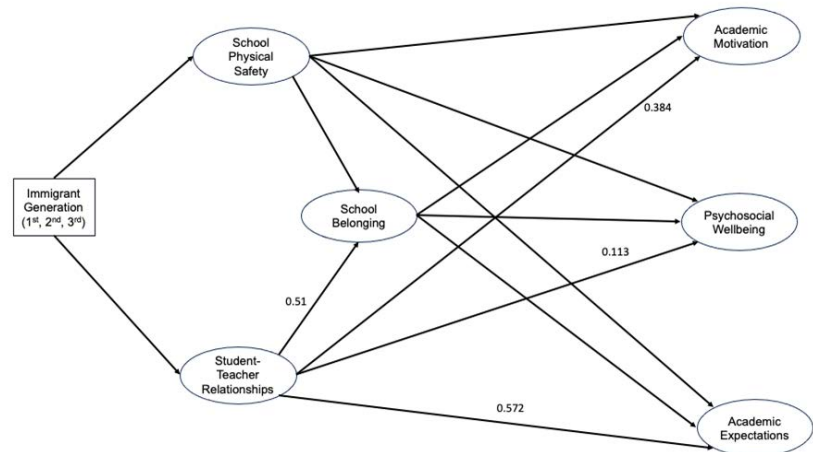 School
Physical
Safety
Academic
Motivation
0.384
Immigrant
Generation
(1st, 2nd, 3rd)
School
Belonging
Psychosocial
Wellbeing
0.113
0.51
Student-
Teacher
Relationships
0.572
Academic
Expectations